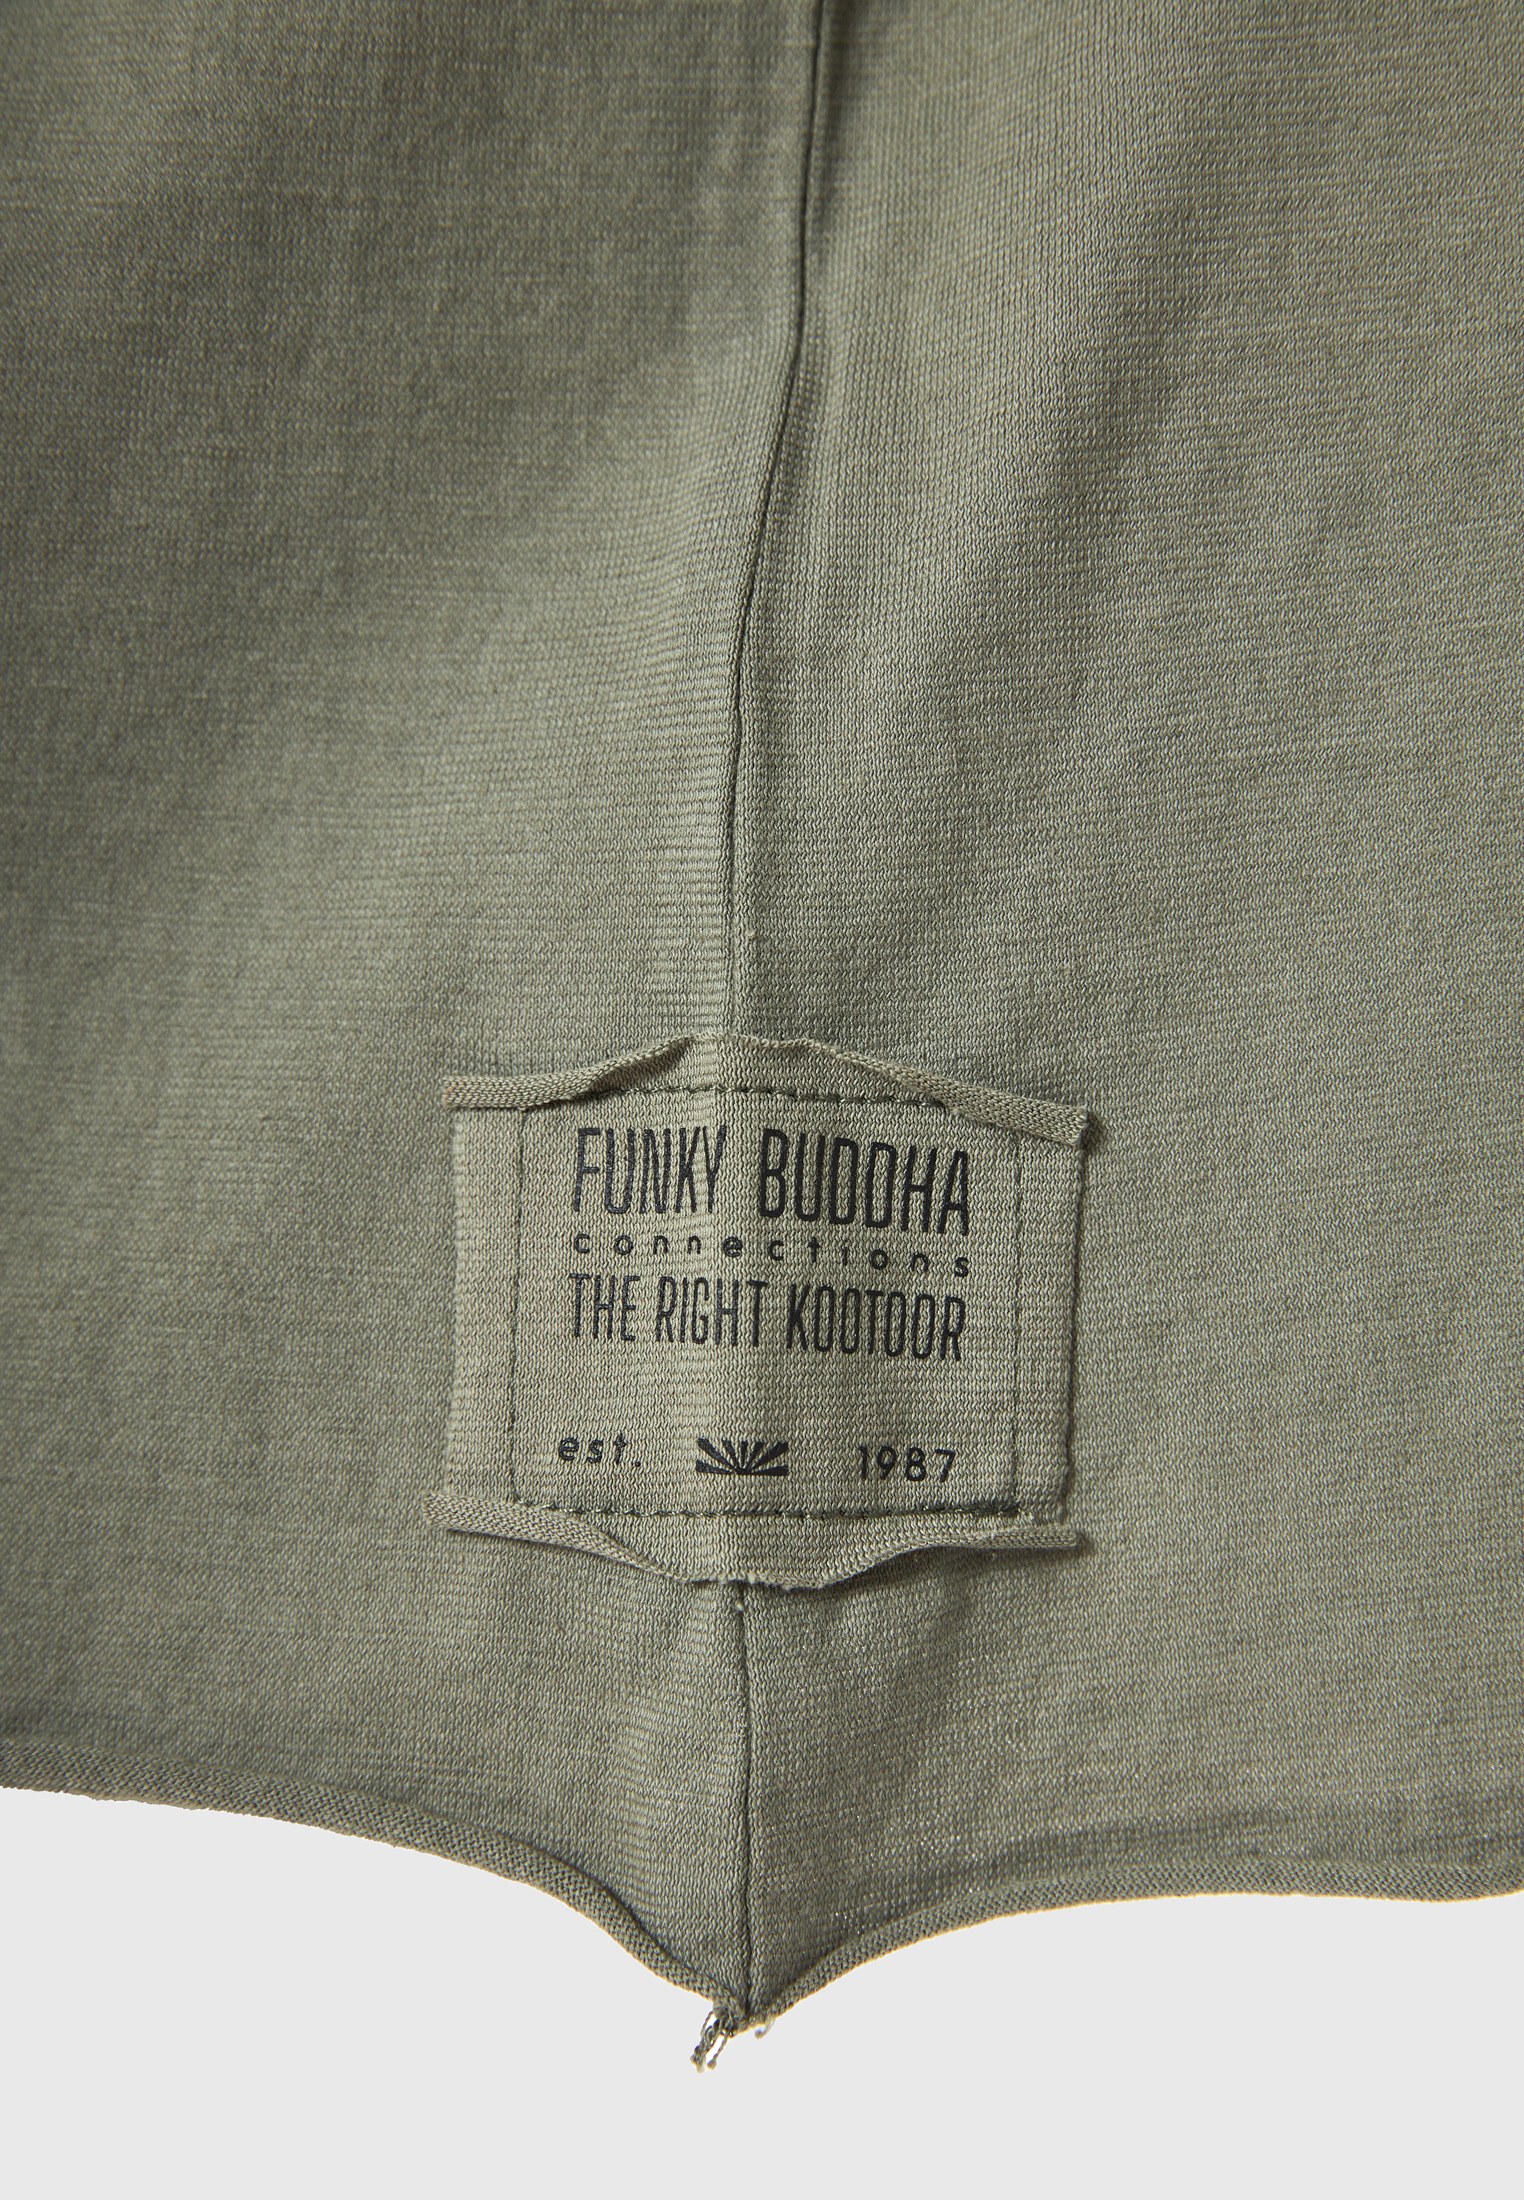 FUNKY BUDDHA
connections
THE RIGHT KOOTOOR
est. 1987